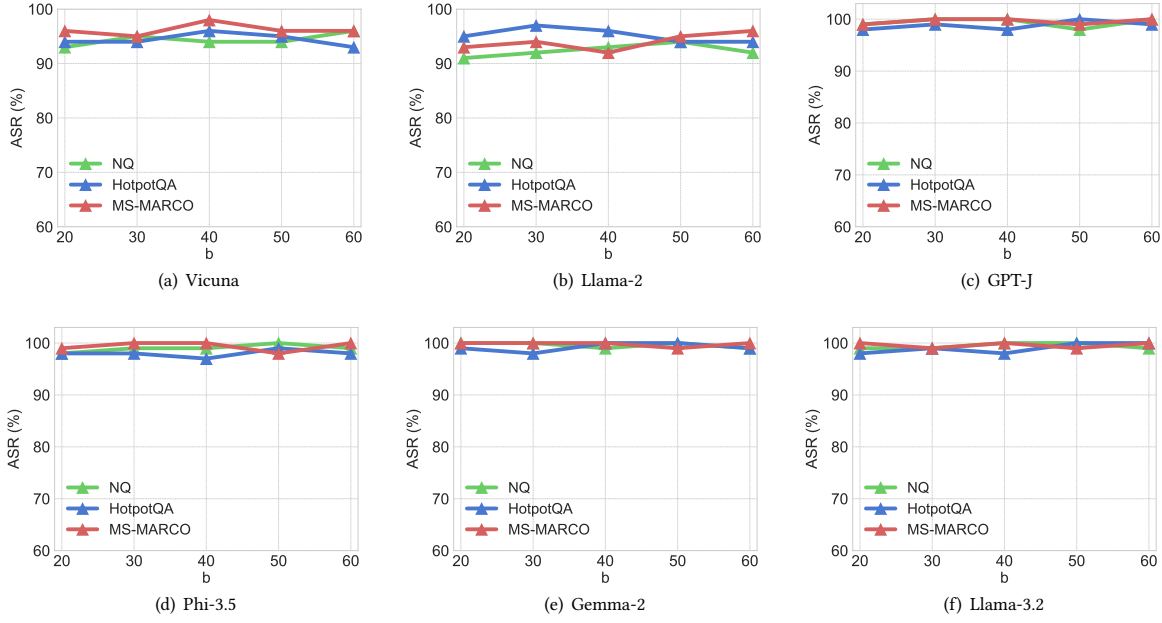 100
90
80
70
60
ASR (%)
NQ
HotpotQA
MS-MARCO
20 30 40 50 60
b
(a) Vicuna
100
90
80
70
60
ASR (%)
NQ
HotpotQA
MS-MARCO
20 30 40 50 60
b
(b) Llama-2
100
90
80
70
60
ASR (%)
NQ
HotpotQA
MS-MARCO
20 30 40 50 60
b
(c) GPT-J
100
90
80
70
60
ASR (%)
NQ
HotpotQA
MS-MARCO
20 30 40 50 60
b
(d) Phi-3.5
100
90
80
70
60
ASR (%)
NQ
HotpotQA
MS-MARCO
20 30 40 50 60
b
(e) Gemma-2
100
90
80
70
60
ASR (%)
NQ
HotpotQA
MS-MARCO
20 30 40 50 60
b
(f) Llama-3.2